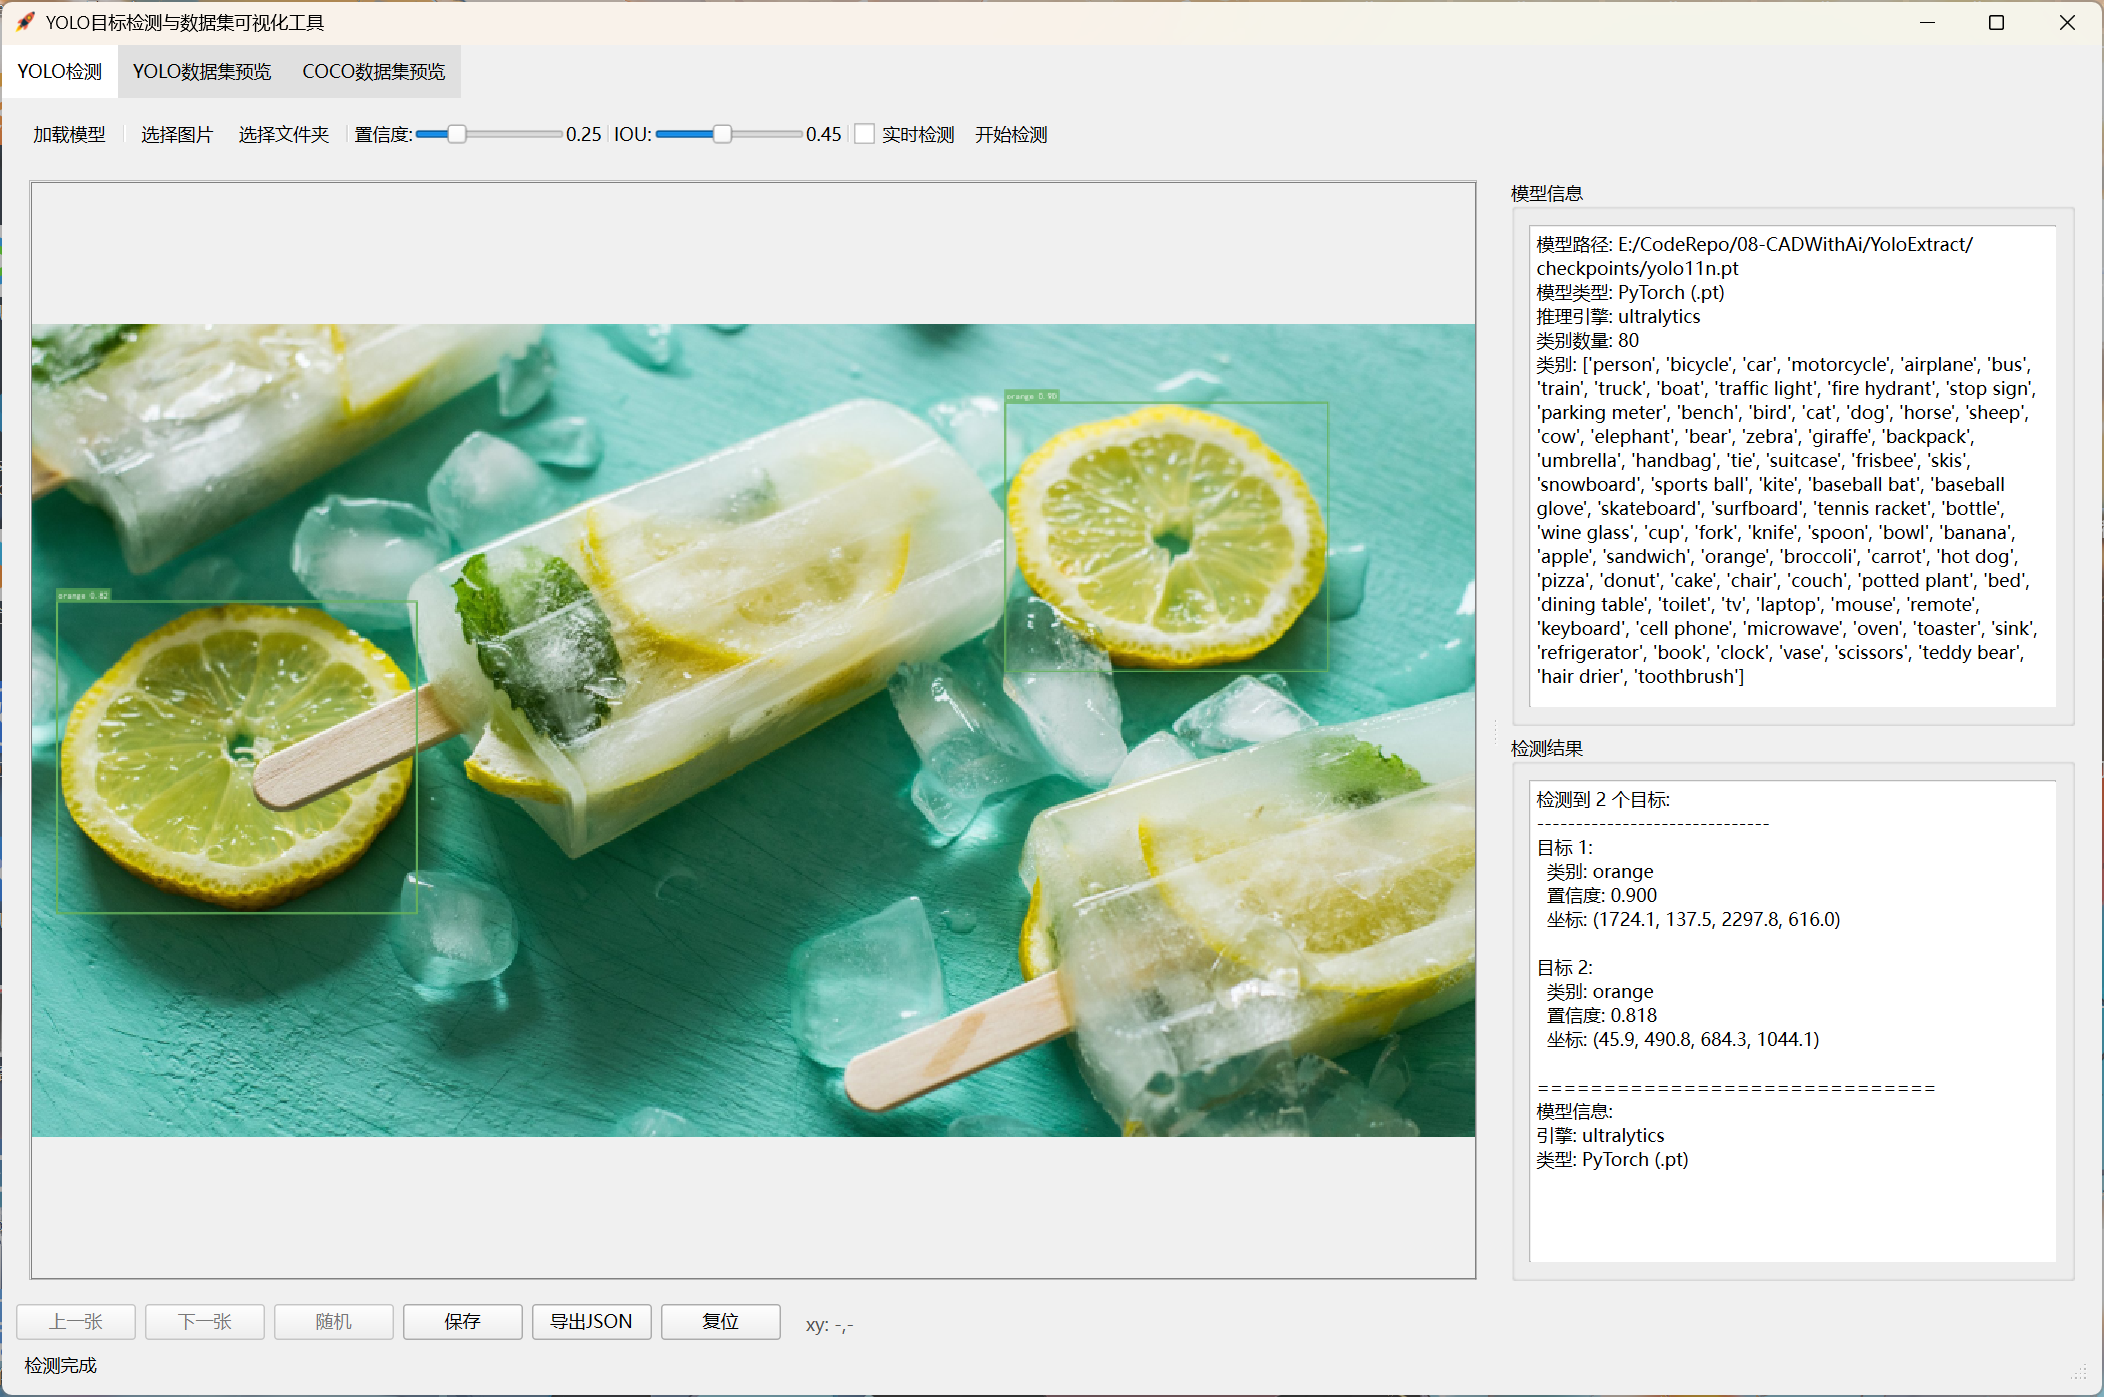 YOLO目标检测与数据集可视化工具
YOLO检测 YOLO数据集预览 COCO数据集预览
加载模型 选择图片 选择文件夹 置信度: 0.25 IOU: 0.45 实时检测 开始检测
orange 0.90
orange 0.82
模型信息
模型路径: E:/CodeRepo/08-CADWithAi/YoloExtract/
checkpoints/yolo11n.pt
模型类型: PyTorch (.pt)
推理引擎: ultralytics
类别数量: 80
类别: ['person', 'bicycle', 'car', 'motorcycle', 'airplane', 'bus',
'train', 'truck', 'boat', 'traffic light', 'fire hydrant', 'stop sign',
'parking meter', 'bench', 'bird', 'cat', 'dog', 'horse', 'sheep',
'cow', 'elephant', 'bear', 'zebra', 'giraffe', 'backpack',
'umbrella', 'handbag', 'tie', 'suitcase', 'frisbee', 'skis',
'snowboard', 'sports ball', 'kite', 'baseball bat', 'baseball
glove', 'skateboard', 'surfboard', 'tennis racket', 'bottle',
'wine glass', 'cup', 'fork', 'knife', 'spoon', 'bowl', 'banana',
'apple', 'sandwich', 'orange', 'broccoli', 'carrot', 'hot dog',
'pizza', 'donut', 'cake', 'chair', 'couch', 'potted plant', 'bed',
'dining table', 'toilet', 'tv', 'laptop', 'mouse', 'remote',
'keyboard', 'cell phone', 'microwave', 'oven', 'toaster', 'sink',
'refrigerator', 'book', 'clock', 'vase', 'scissors', 'teddy bear',
'hair drier', 'toothbrush']
检测结果
检测到 2 个目标:
------------------------------
目标 1:
类别: orange
置信度: 0.900
坐标: (1724.1, 137.5, 2297.8, 616.0)
目标 2:
类别: orange
置信度: 0.818
坐标: (45.9, 490.8, 684.3, 1044.1)
==============================
模型信息:
引擎: ultralytics
类型: PyTorch (.pt)
上一张 下一张 随机 保存 导出JSON 复位 xy: -,-
检测完成